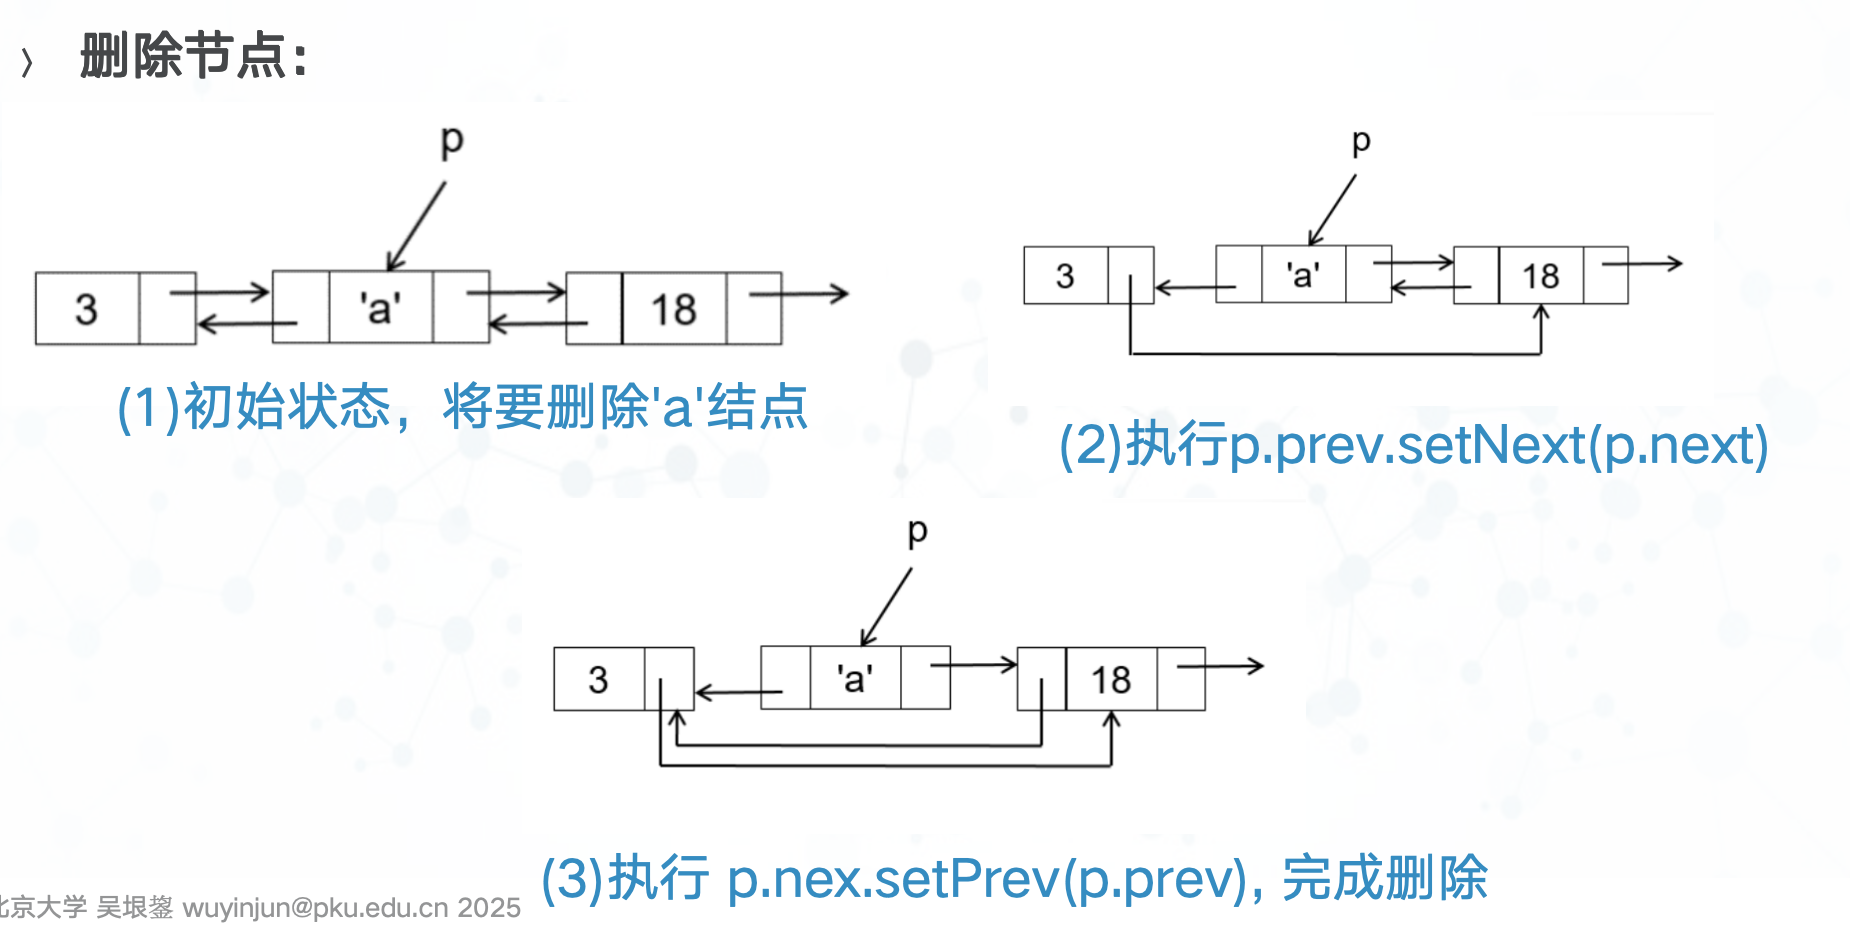 › 删除节点：
p
p
3 'a' 18
3 'a' 18
(1)初始状态，将要删除'a'结点
(2)执行p.prev.setNext(p.next)
p
3 'a' 18
(3)执行 p.nex.setPrev(p.prev), 完成删除
北京大学 吴垠鋆 wuyinjun@pku.edu.cn 2025